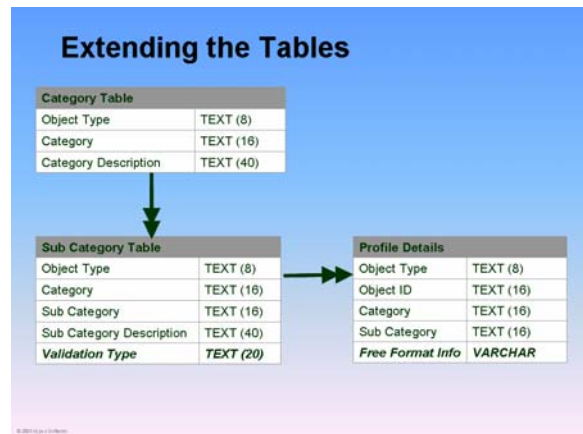 Extending the Tables
Category Table
Object Type TEXT (8)
Category TEXT (16)
Category Description TEXT (40)
Sub Category Table
Object Type TEXT (8)
Category TEXT (16)
Sub Category TEXT (16)
Sub Category Description TEXT (40)
Validation Type TEXT (20)
Profile Details
Object Type TEXT (8)
Object ID TEXT (16)
Category TEXT (16)
Sub Category TEXT (16)
Free Format Info VARCHAR